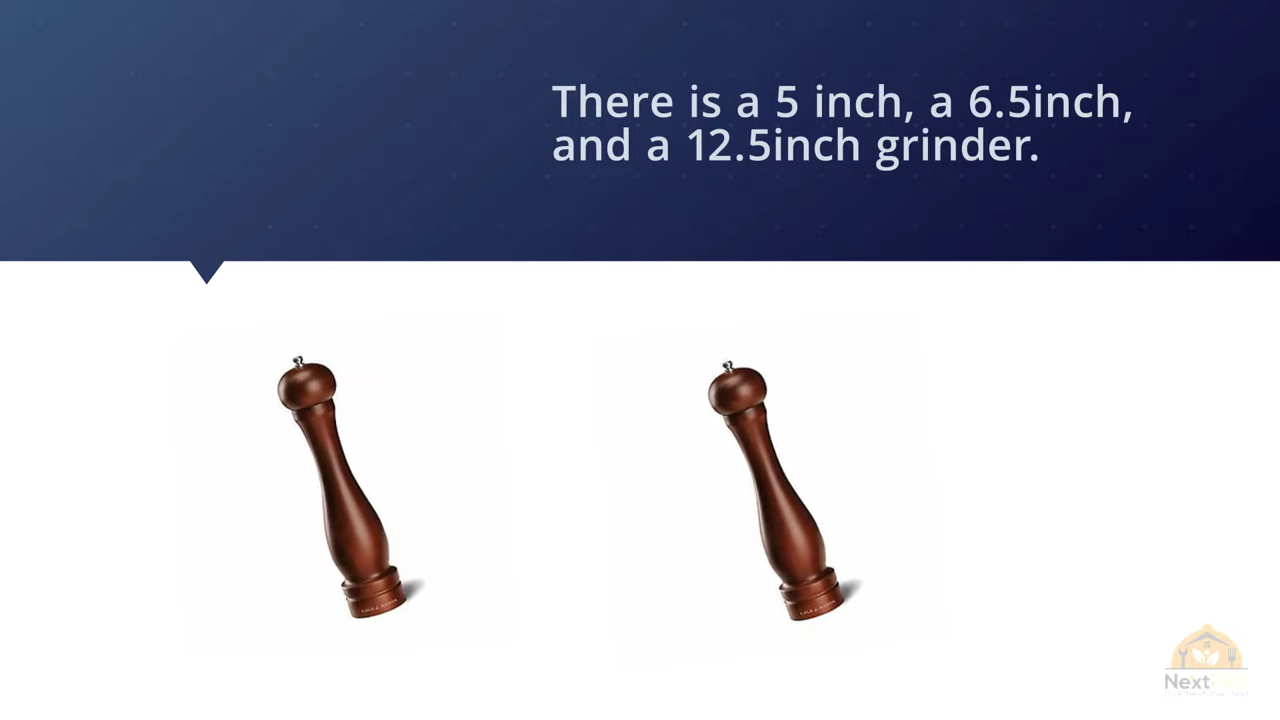 There is a 5 inch, a 6.5inch,
and a 12.5inch grinder.
Next